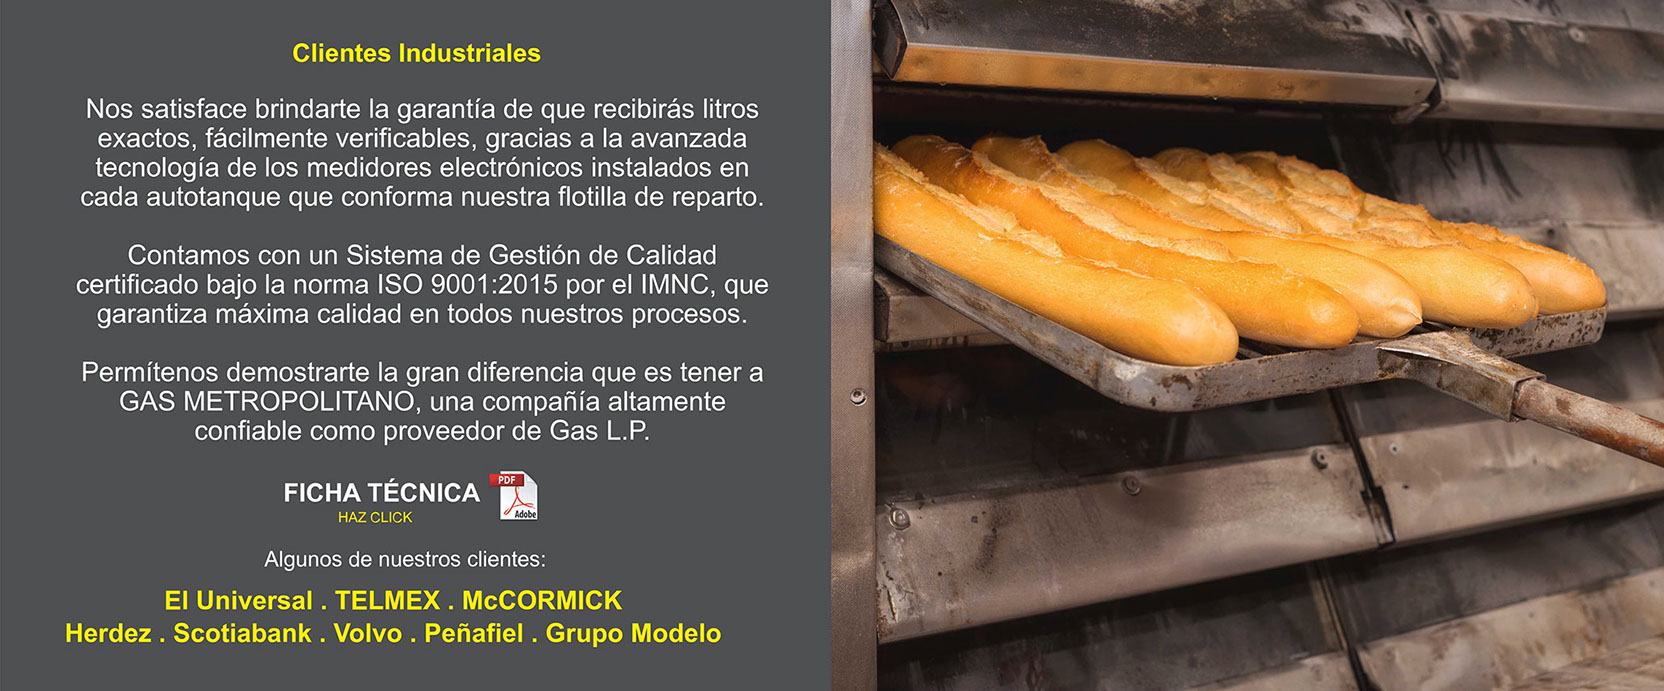 Clientes Industriales
Nos satisface brindarte la garantía de que recibirás litros
exactos, fácilmente verificables, gracias a la avanzada
tecnología de los medidores electrónicos instalados en
cada autotanque que conforma nuestra flotilla de reparto.
Contamos con un Sistema de Gestión de Calidad
certificado bajo la norma ISO 9001:2015 por el IMNC, que
garantiza máxima calidad en todos nuestros procesos.
Permítenos demostrarte la gran diferencia que es tener a
GAS METROPOLITANO, una compañía altamente
confiable como proveedor de Gas L.P.
FICHA TÉCNICA PDF
HAZ CLICK Adobe
Algunos de nuestros clientes:
El Universal . TELMEX . McCORMICK
Herdez . Scotiabank . Volvo . Peñafiel . Grupo Modelo